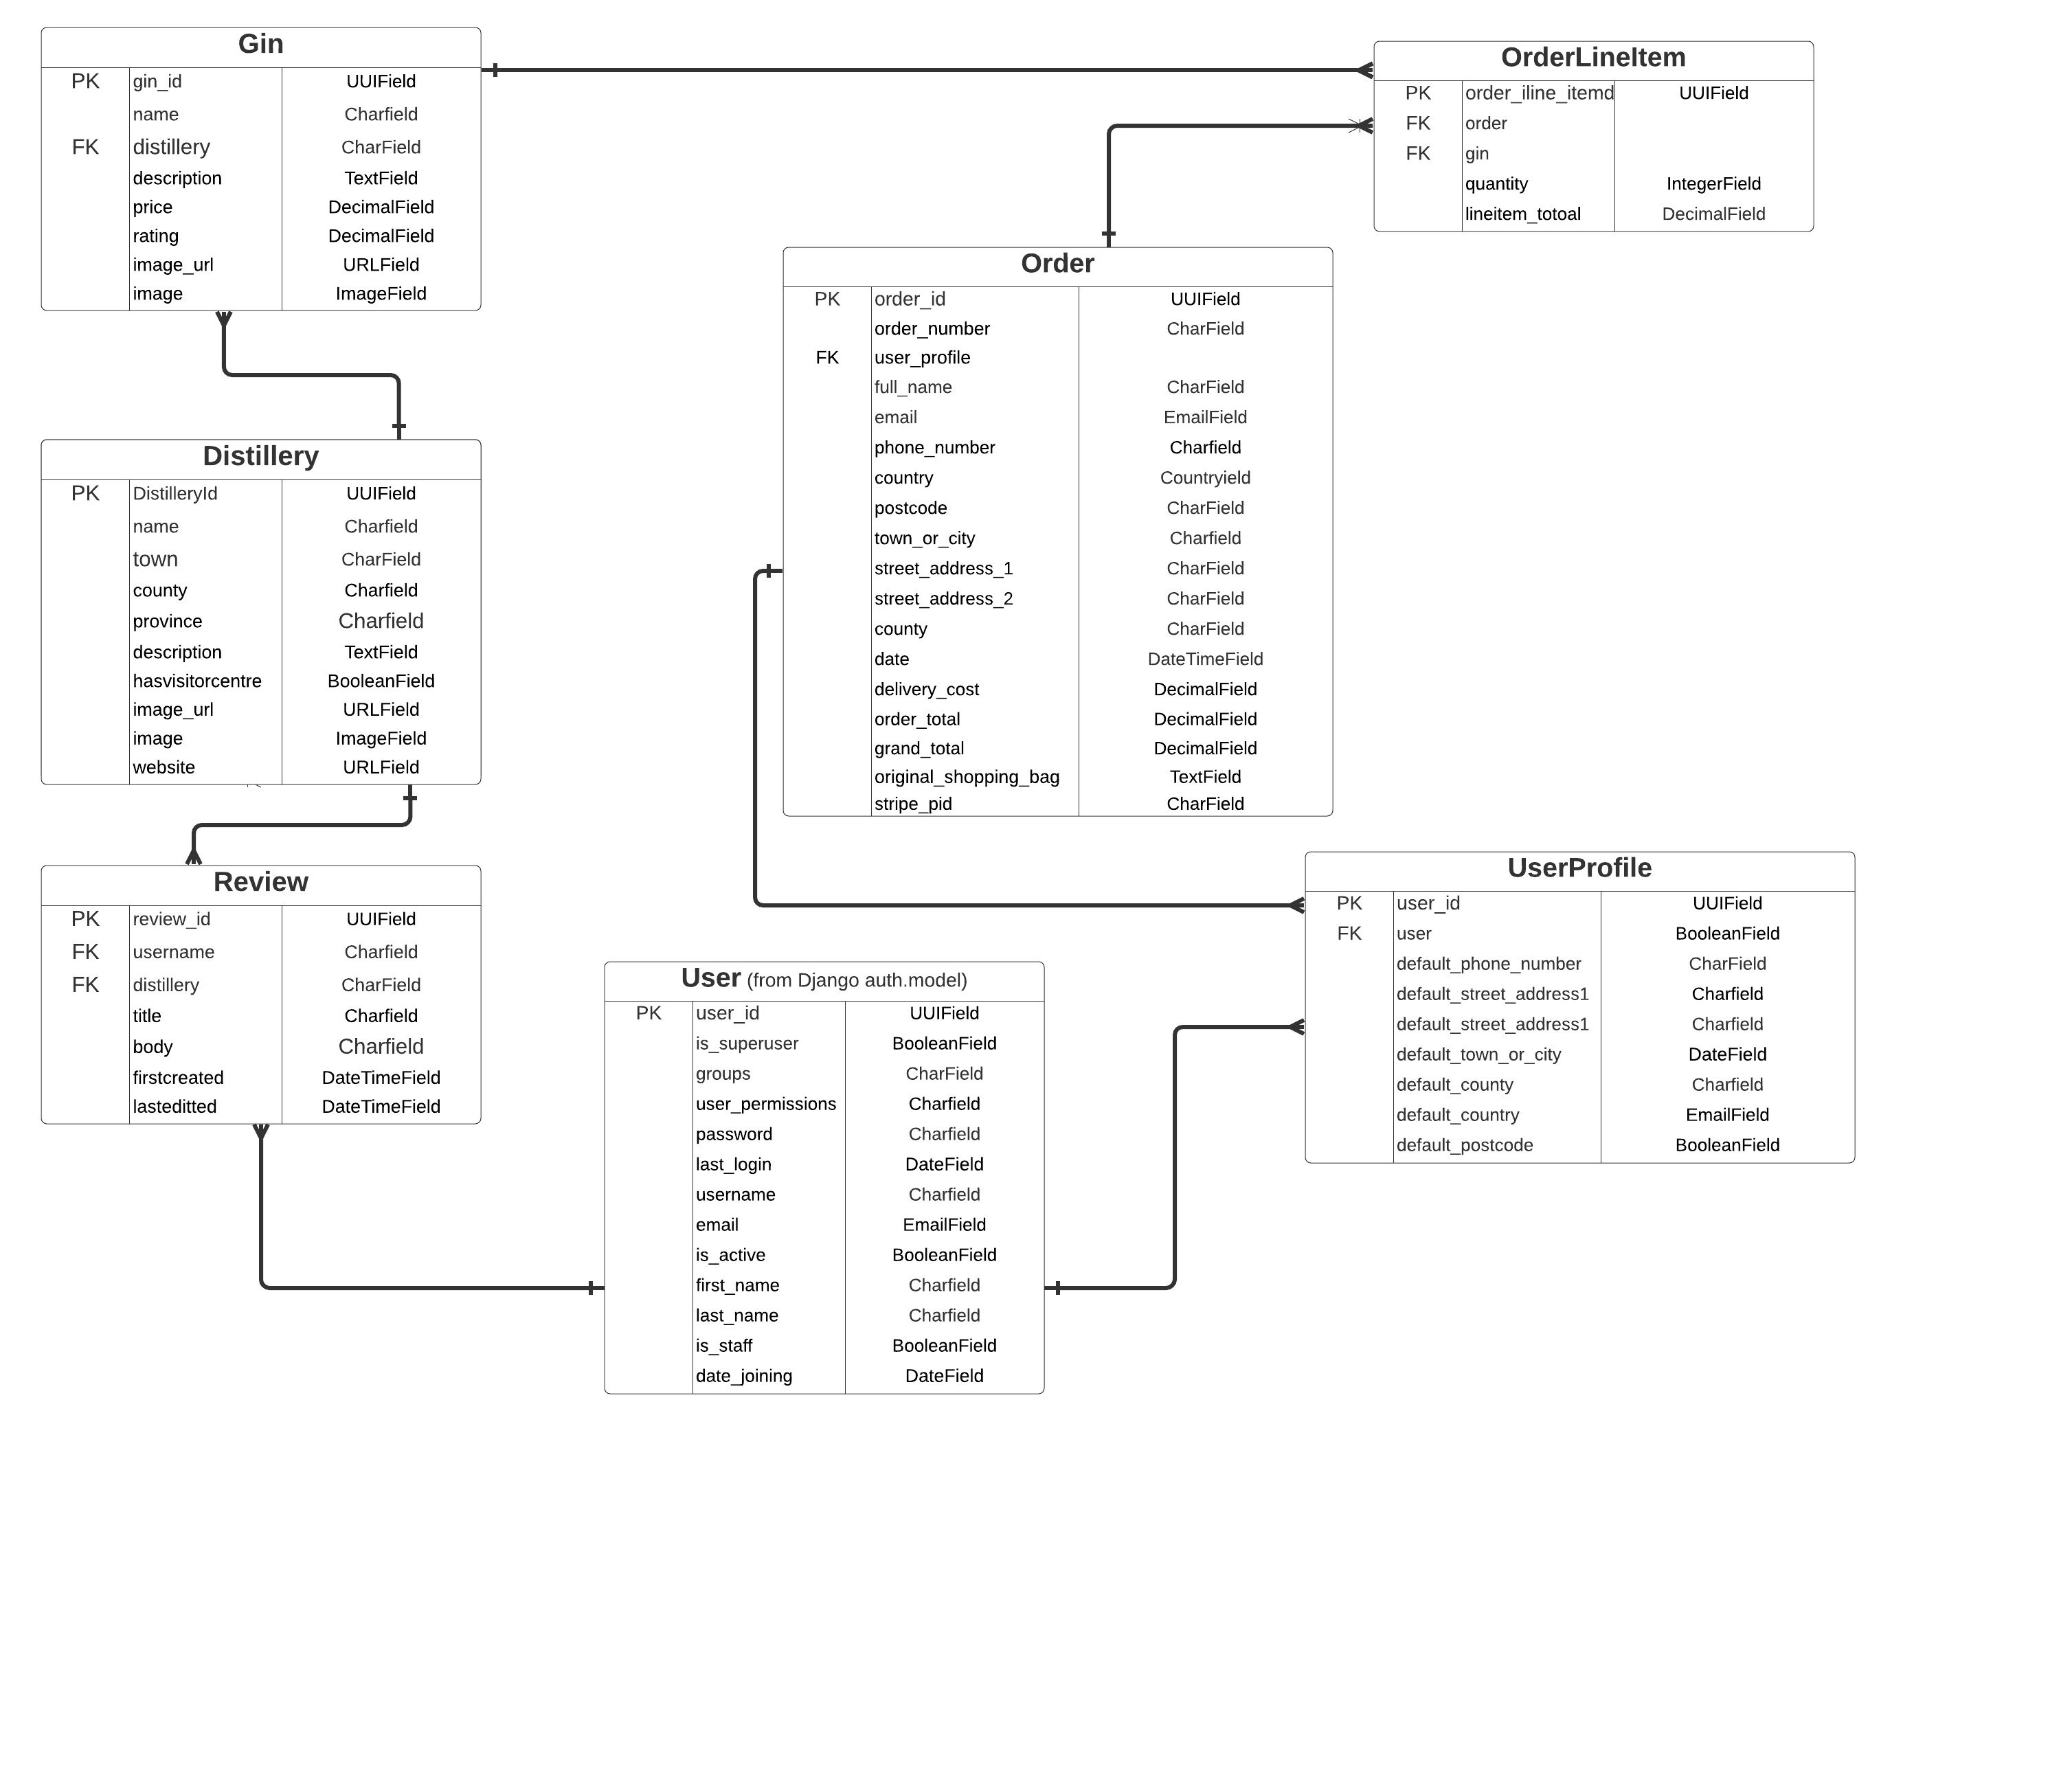 Gin
PK gin_id UUIField
name Charfield
FK distillery CharField
description TextField
price DecimalField
rating DecimalField
image_url URLField
image ImageField
OrderLineItem
PK order_iline_itemd UUIField
FK order
FK gin
quantity IntegerField
lineitem_totoal DecimalField
Order
PK order_id UUIField
order_number CharField
FK user_profile
full_name CharField
email EmailField
phone_number Charfield
country Countryield
postcode CharField
town_or_city Charfield
street_address_1 CharField
street_address_2 CharField
county CharField
date DateTimeField
delivery_cost DecimalField
order_total DecimalField
grand_total DecimalField
original_shopping_bag TextField
stripe_pid CharField
Distillery
PK DistilleryId UUIField
name Charfield
town CharField
county Charfield
province Charfield
description TextField
hasvisitorcentre BooleanField
image_url URLField
image ImageField
website URLField
Review
PK review_id UUIField
FK username Charfield
FK distillery CharField
title Charfield
body Charfield
firstcreated DateTimeField
lasteditted DateTimeField
UserProfile
PK user_id UUIField
FK user BooleanField
default_phone_number CharField
default_street_address1 Charfield
default_street_address1 Charfield
default_town_or_city DateField
default_county Charfield
default_country EmailField
default_postcode BooleanField
User (from Django auth.model)
PK user_id UUIField
is_superuser BooleanField
groups CharField
user_permissions Charfield
password Charfield
last_login DateField
username Charfield
email EmailField
is_active BooleanField
first_name Charfield
last_name Charfield
is_staff BooleanField
date_joining DateField